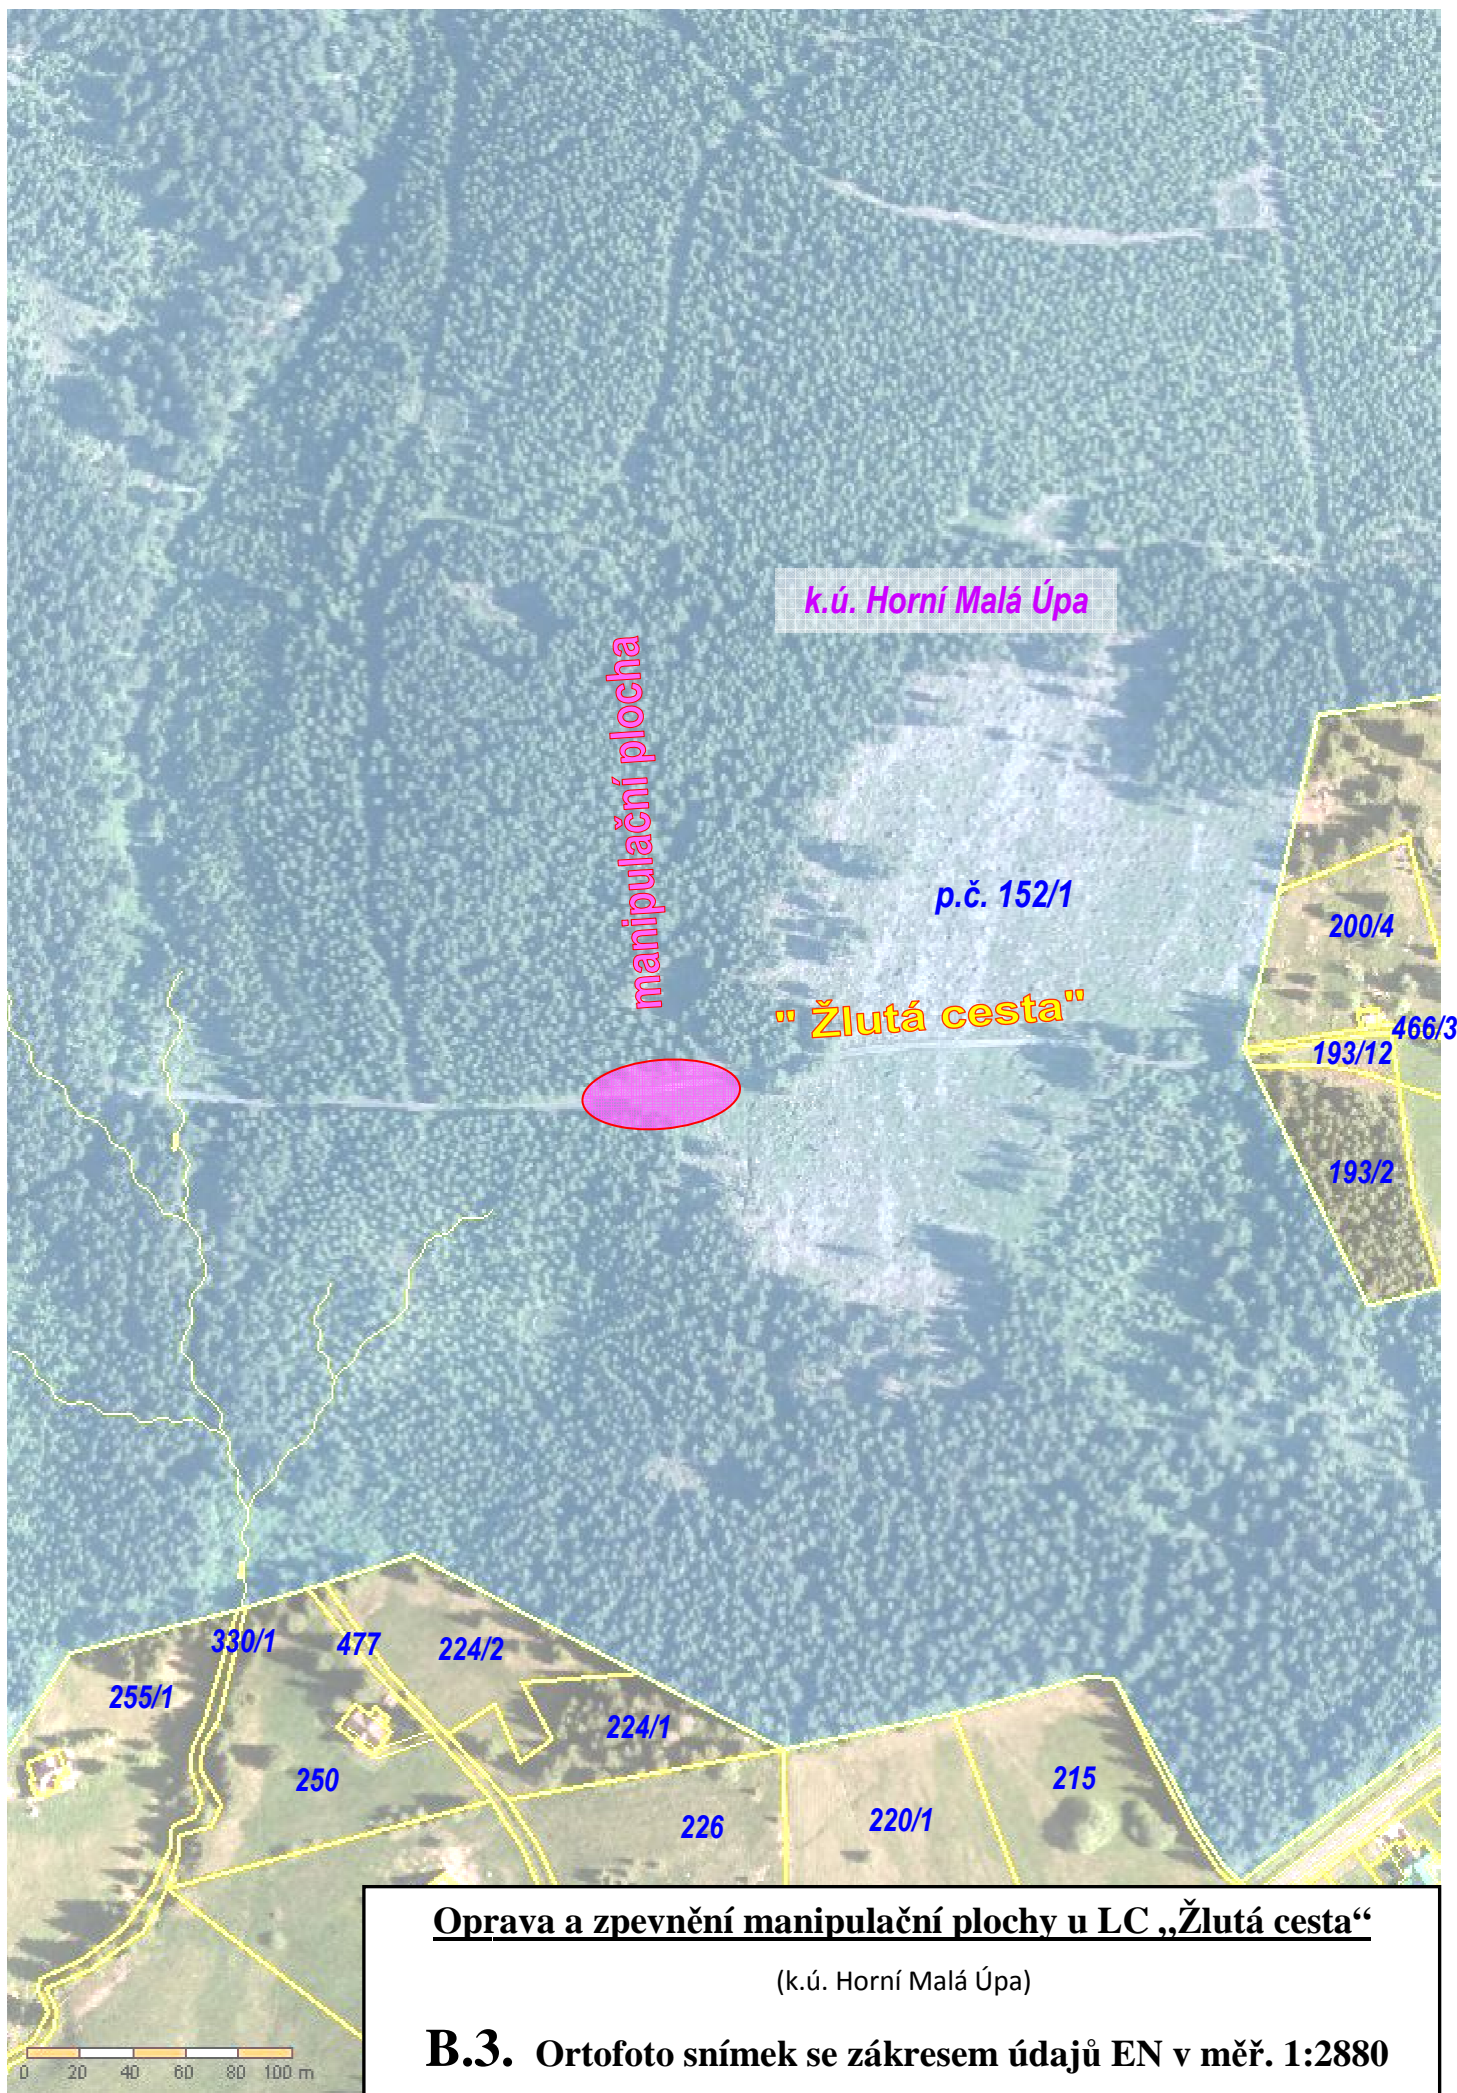 k.ú. Horní Malá Úpa
manipulační plocha
p.č. 152/1
200/4
" Žlutá cesta"
466/3
193/12
193/2
330/1
477
224/2
255/1
224/1
250
215
226
220/1
Oprava a zpevnění manipulační plochy u LC „Žlutá cesta“
(k.ú. Horní Malá Úpa)
B.3. Ortofoto snímek se zákresem údajů EN v měř. 1:2880
0 20 40 60 80 100 m